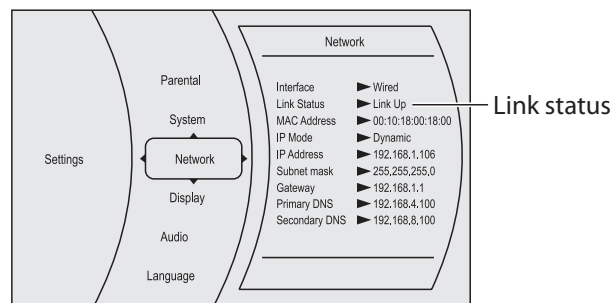 Settings
Parental
System
Network
Display
Audio
Language
Network
Interface ► Wired
Link Status ► Link Up
MAC Address ► 00:10:18:00:18:00
IP Mode ► Dynamic
IP Address ► 192.168.1.106
Subnet mask ► 255,255,255,0
Gateway ► 192.168.1.1
Primary DNS ► 192.168.4.100
Secondary DNS ► 192.168.8.100
Link status